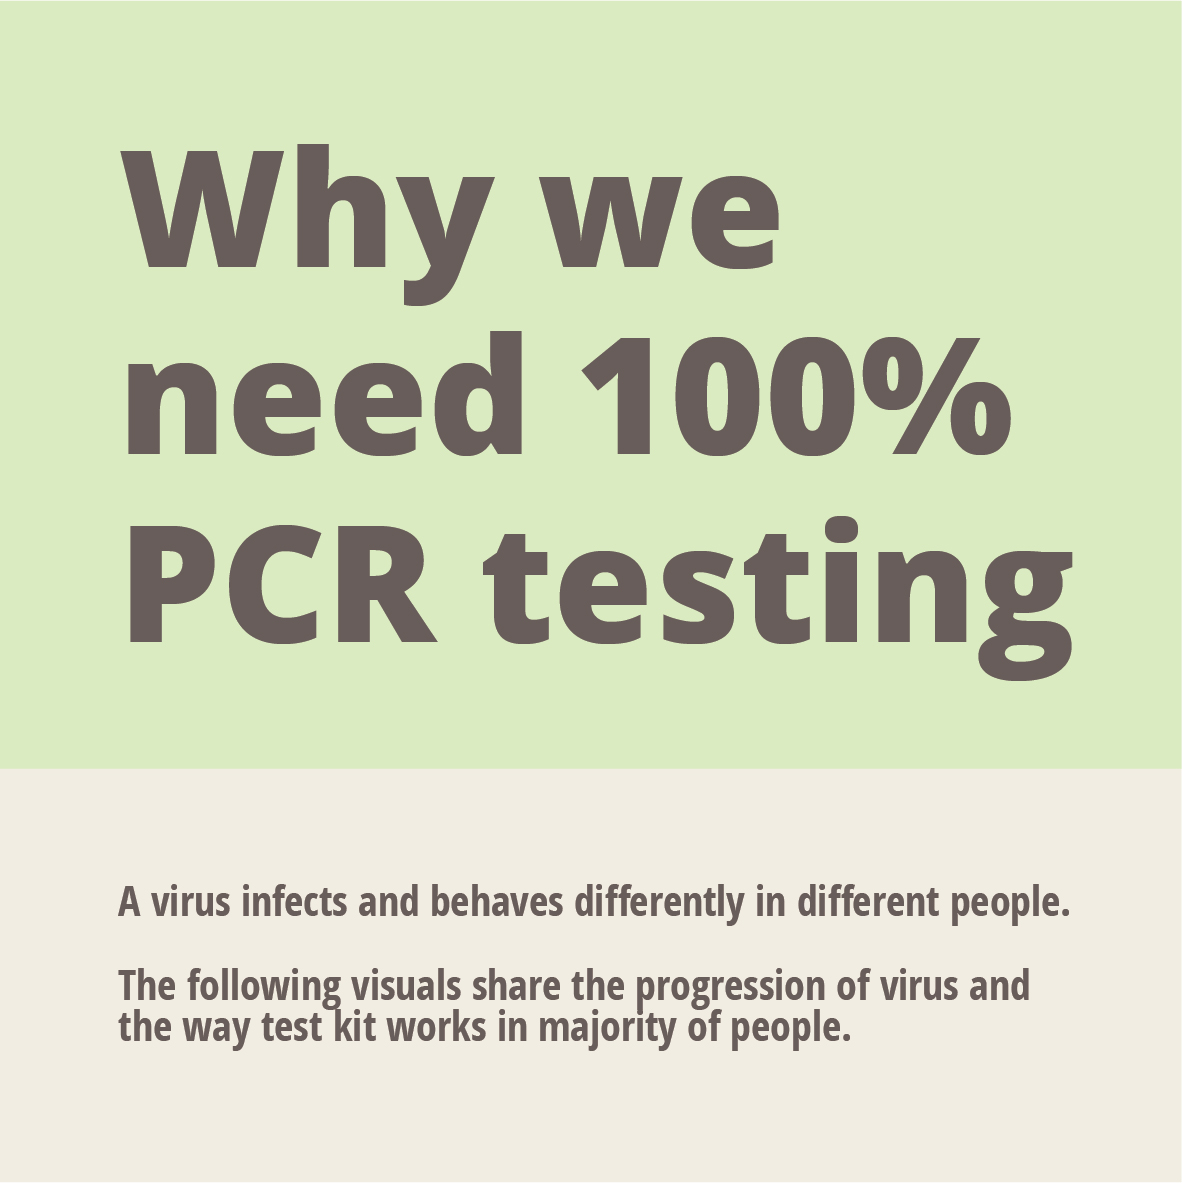 Why we
need 100%
PCR testing
A virus infects and behaves differently in different people.
The following visuals share the progression of virus and
the way test kit works in majority of people.